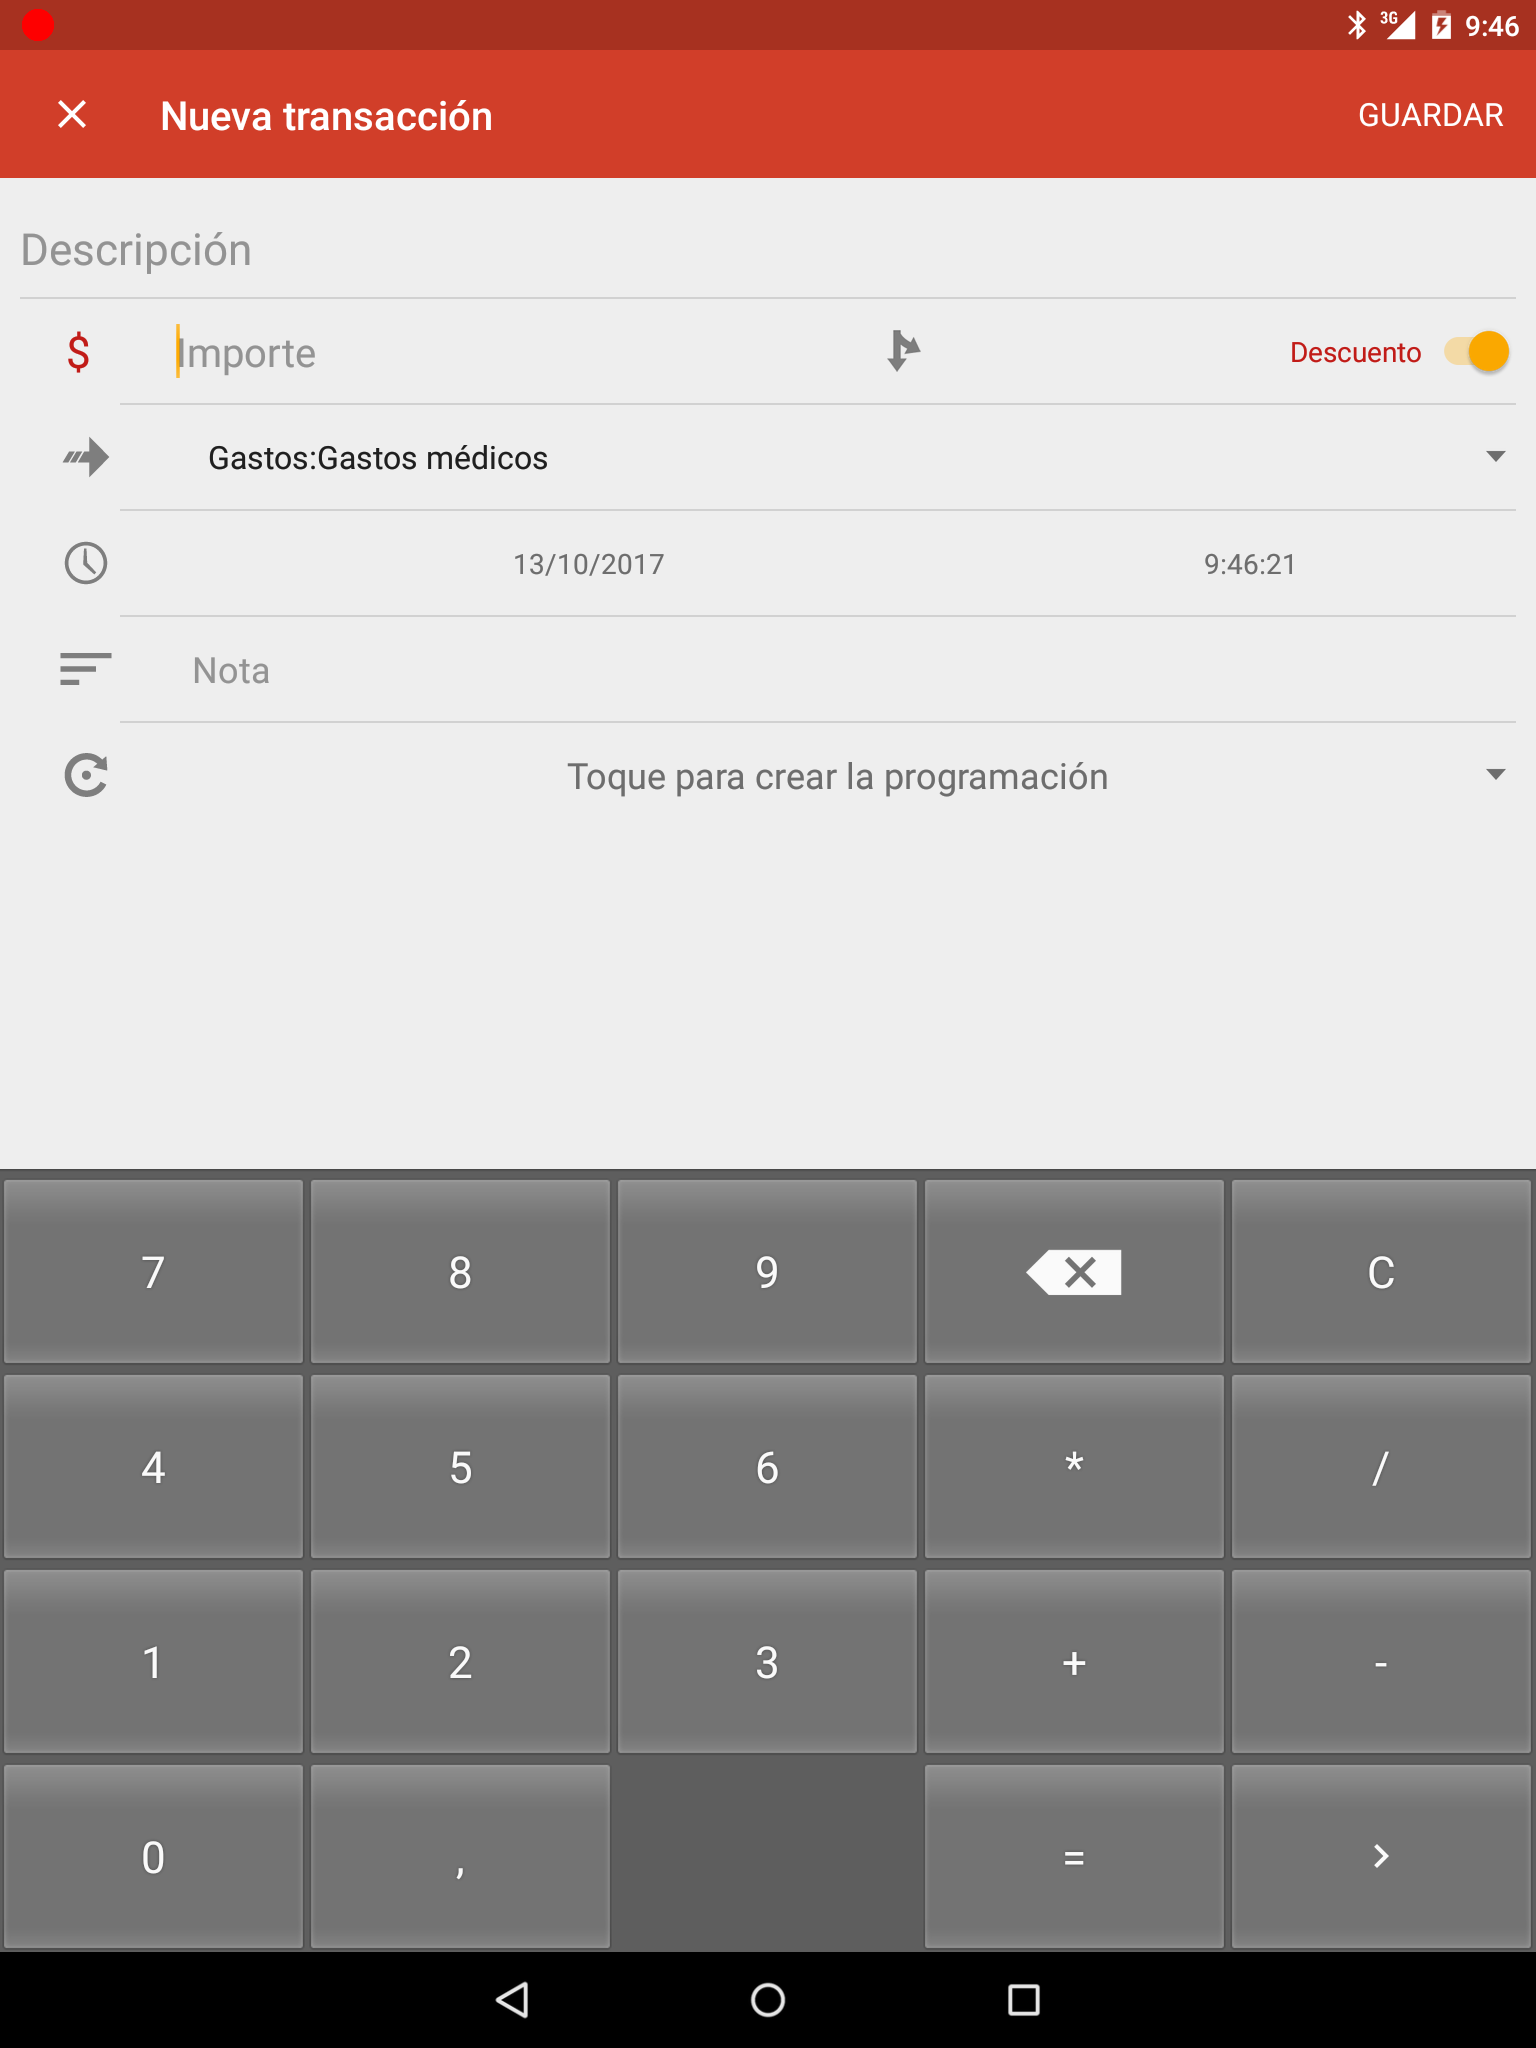 3G 9:46
Nueva transacción GUARDAR
Descripción
$ Importe Descuento
Gastos:Gastos médicos
13/10/2017 9:46:21
Nota
Toque para crear la programación
7 8 9 C
4 5 6 * /
1 2 3 + -
0 , =